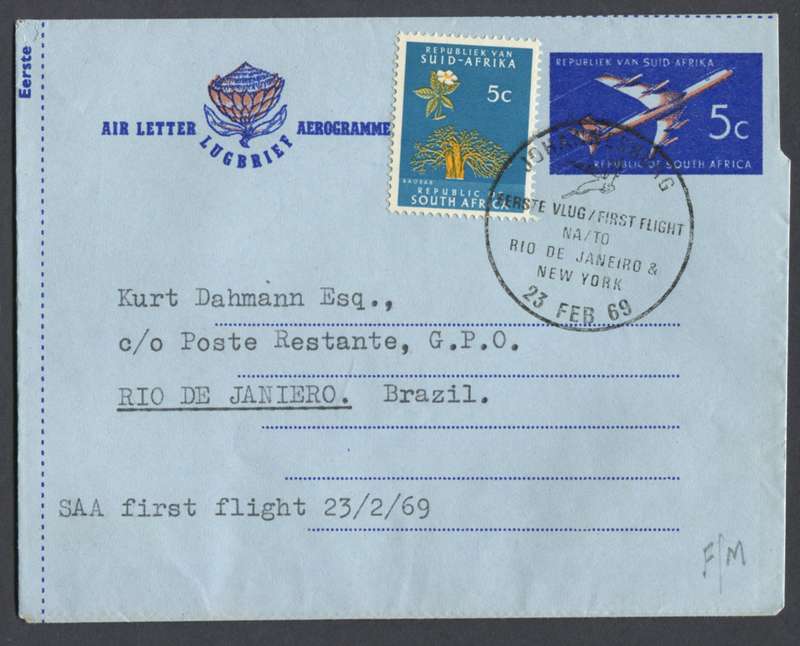 Eerste
AIR LETTER
AEROGRAMME
LUGBRIEF
REPUBLIEK VAN
SUID-AFRIKA
5c
BAOBAB
REPUBLIC OF
SOUTH AFRICA
REPUBLIEK VAN SUID AFRIKA
5c
REPUBLIC OF SOUTH AFRICA
JOHANNESBURG
EERSTE VLUG/FIRST FLIGHT
NA/TO
RIO DE JANEIRO &
NEW YORK
23 FEB 69
Kurt Dahmann Esq.,
c/o Poste Restante, G.P.O.
RIO DE JANIERO. Brazil.
SAA first flight 23/2/69
F/M